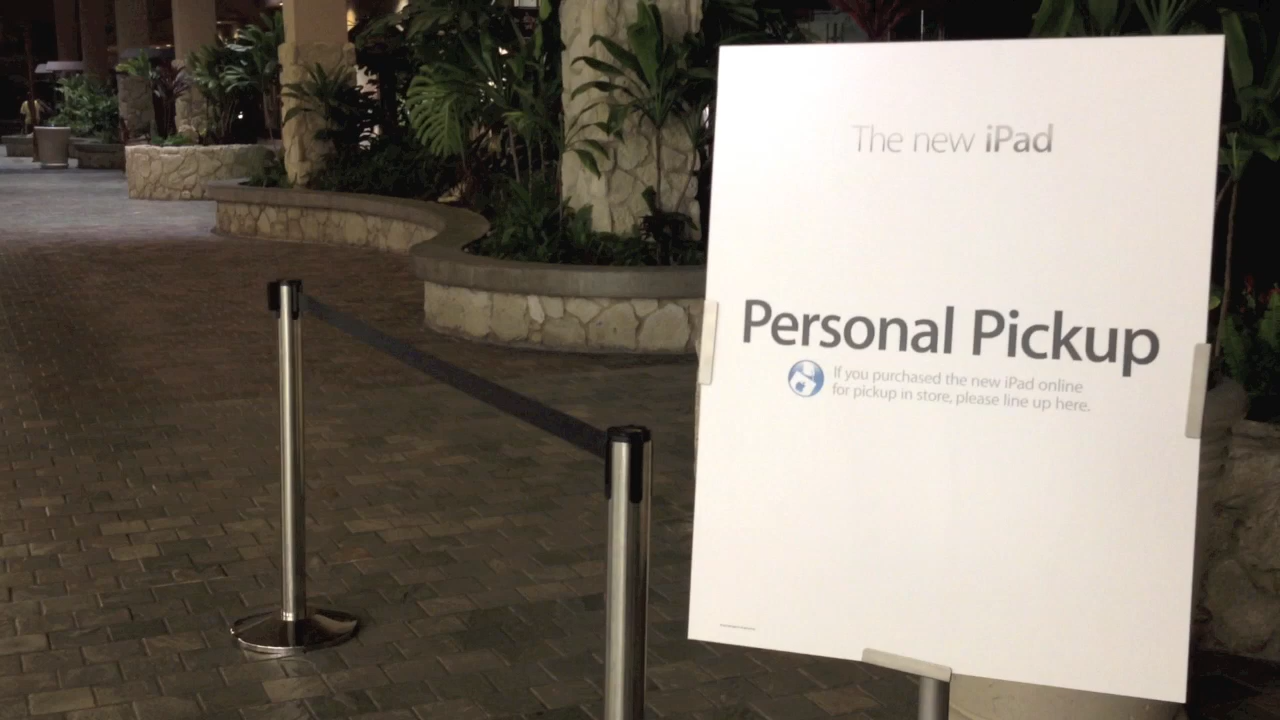 The new iPad
Personal Pickup
If you purchased the new iPad online
for pickup in store, please line up here.